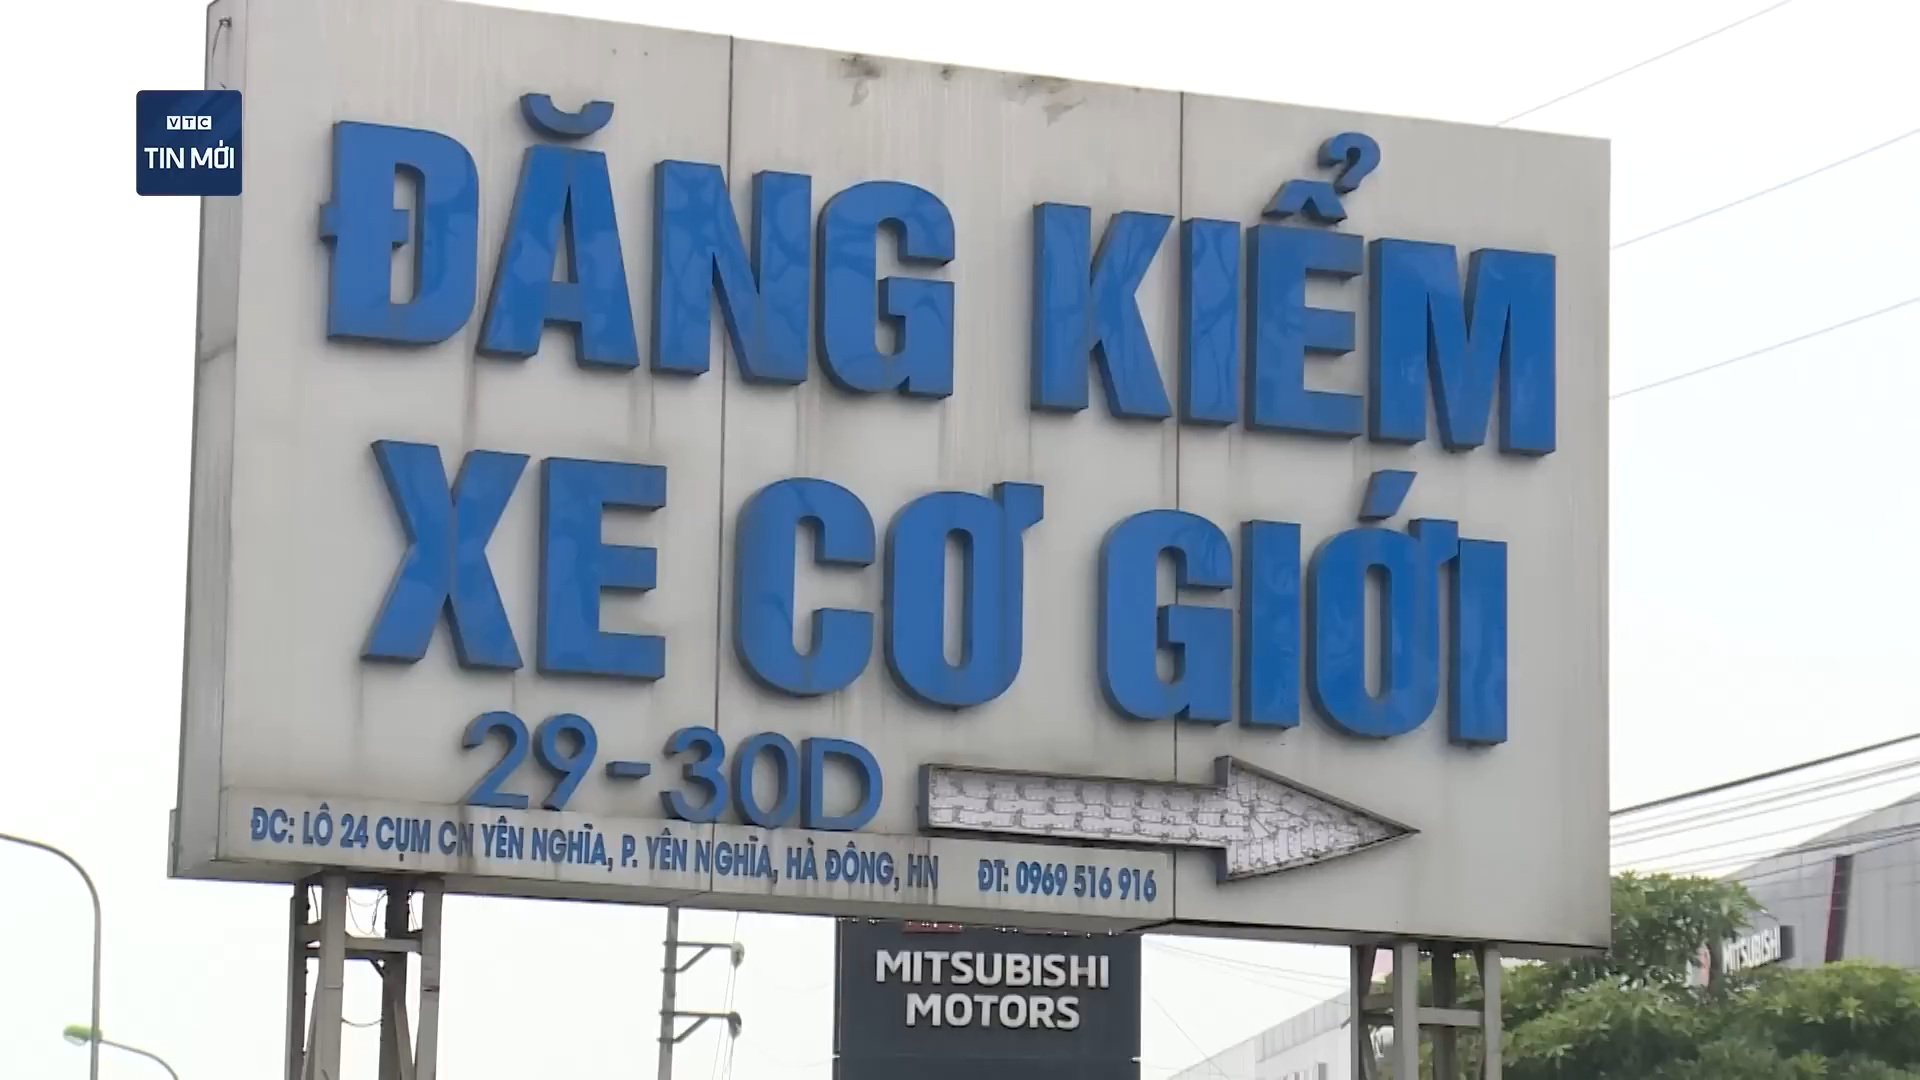 VTC
TIN MỚI
ĐĂNG KIỂM
XE CƠ GIỚI
29-30D
ĐC: LÔ 24 CỤM CN YÊN NGHĨA, P. YÊN NGHĨA, HÀ ĐÔNG, HN ĐT: 0969 516 916
MITSUBISHI
MOTORS
MITSUBISHI